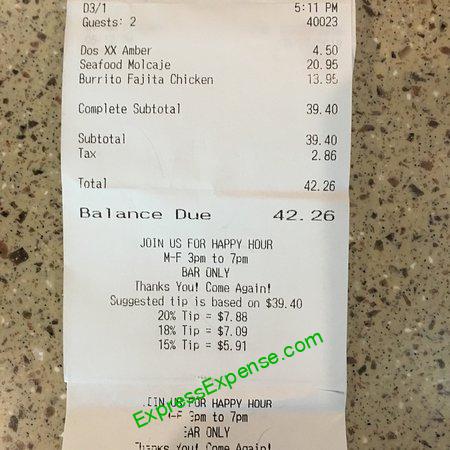 D3/1 5:11 PM
Guests: 2 40023
Dos XX Amber 4.50
Seafood Molcaje 20.95
Burrito Fajita Chicken 13.95
Complete Subtotal 39.40
Subtotal 39.40
Tax 2.86
Total 42.26
Balance Due 42.26
JOIN US FOR HAPPY HOUR
M-F 3pm to 7pm
BAR ONLY
Thanks You! Come Again!
Suggested tip is based on $39.40
20% Tip = $7.88
18% Tip = $7.09
15% Tip = $5.91
ExpressExpense.com
JOIN US FOR HAPPY HOUR
M-F 3pm to 7pm
BAR ONLY
Thanks You! Come Again!